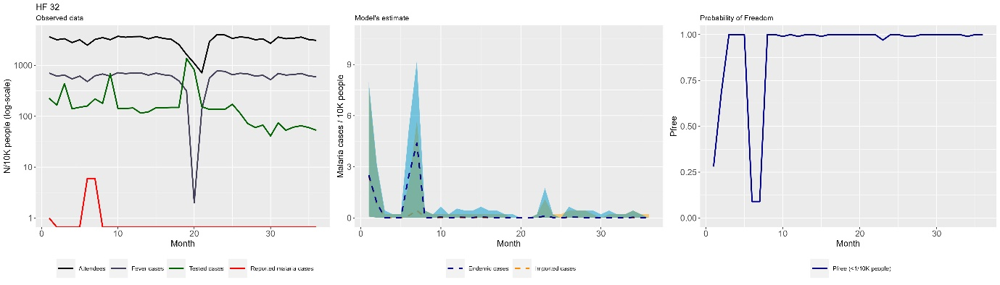 HF 32
Observed data
N/10K people (log-scale)
1000
100
10
1
0
10
20
30
Month
Attendees
Fever cases
Tested cases
Reported malaria cases
Model's estimate
Malaria cases / 10K people
9
6
3
0
0
10
20
30
Month
Endemic cases
Imported cases
Probability of Freedom
Pfree
1.00
0.75
0.50
0.25
0.00
0
10
20
30
Month
Pfree (<1/10K people)